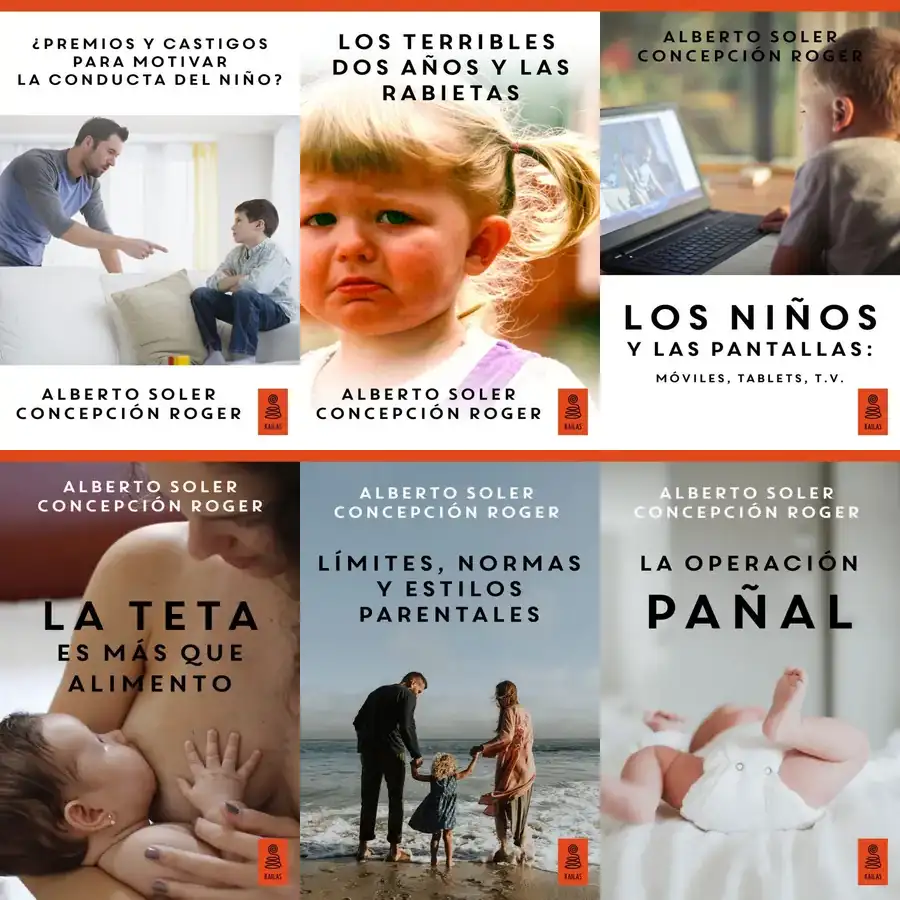 ¿PREMIOS Y CASTIGOS
PARA MOTIVAR
LA CONDUCTA DEL NIÑO?
ALBERTO SOLER
CONCEPCIÓN ROGER
KAILAS
LOS TERRIBLES
DOS AÑOS Y LAS
RABIETAS
ALBERTO SOLER
CONCEPCIÓN ROGER
KAILAS
ALBERTO SOLER
CONCEPCIÓN ROGER
LOS NIÑOS
Y LAS PANTALLAS:
MÓVILES, TABLETS, T.V.
KAILAS
ALBERTO SOLER
CONCEPCIÓN ROGER
LA TETA
ES MÁS QUE
ALIMENTO
KAILAS
ALBERTO SOLER
CONCEPCIÓN ROGER
LÍMITES, NORMAS
Y ESTILOS
PARENTALES
KAILAS
ALBERTO SOLER
CONCEPCIÓN ROGER
LA OPERACIÓN
PAÑAL
KAILAS